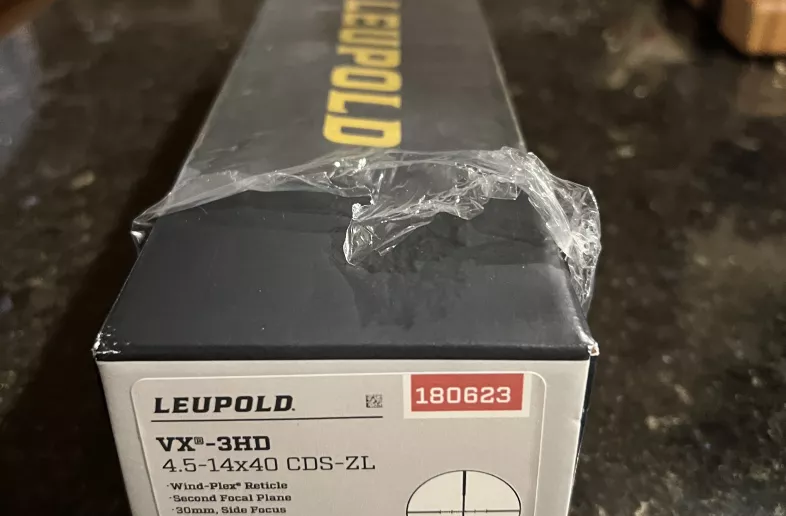 LEUPOLD
LEUPOLD.
180623
VX®-3HD
4.5-14x40 CDS-ZL
·Wind-Plex® Reticle
·Second Focal Plane
·30mm, Side Focus